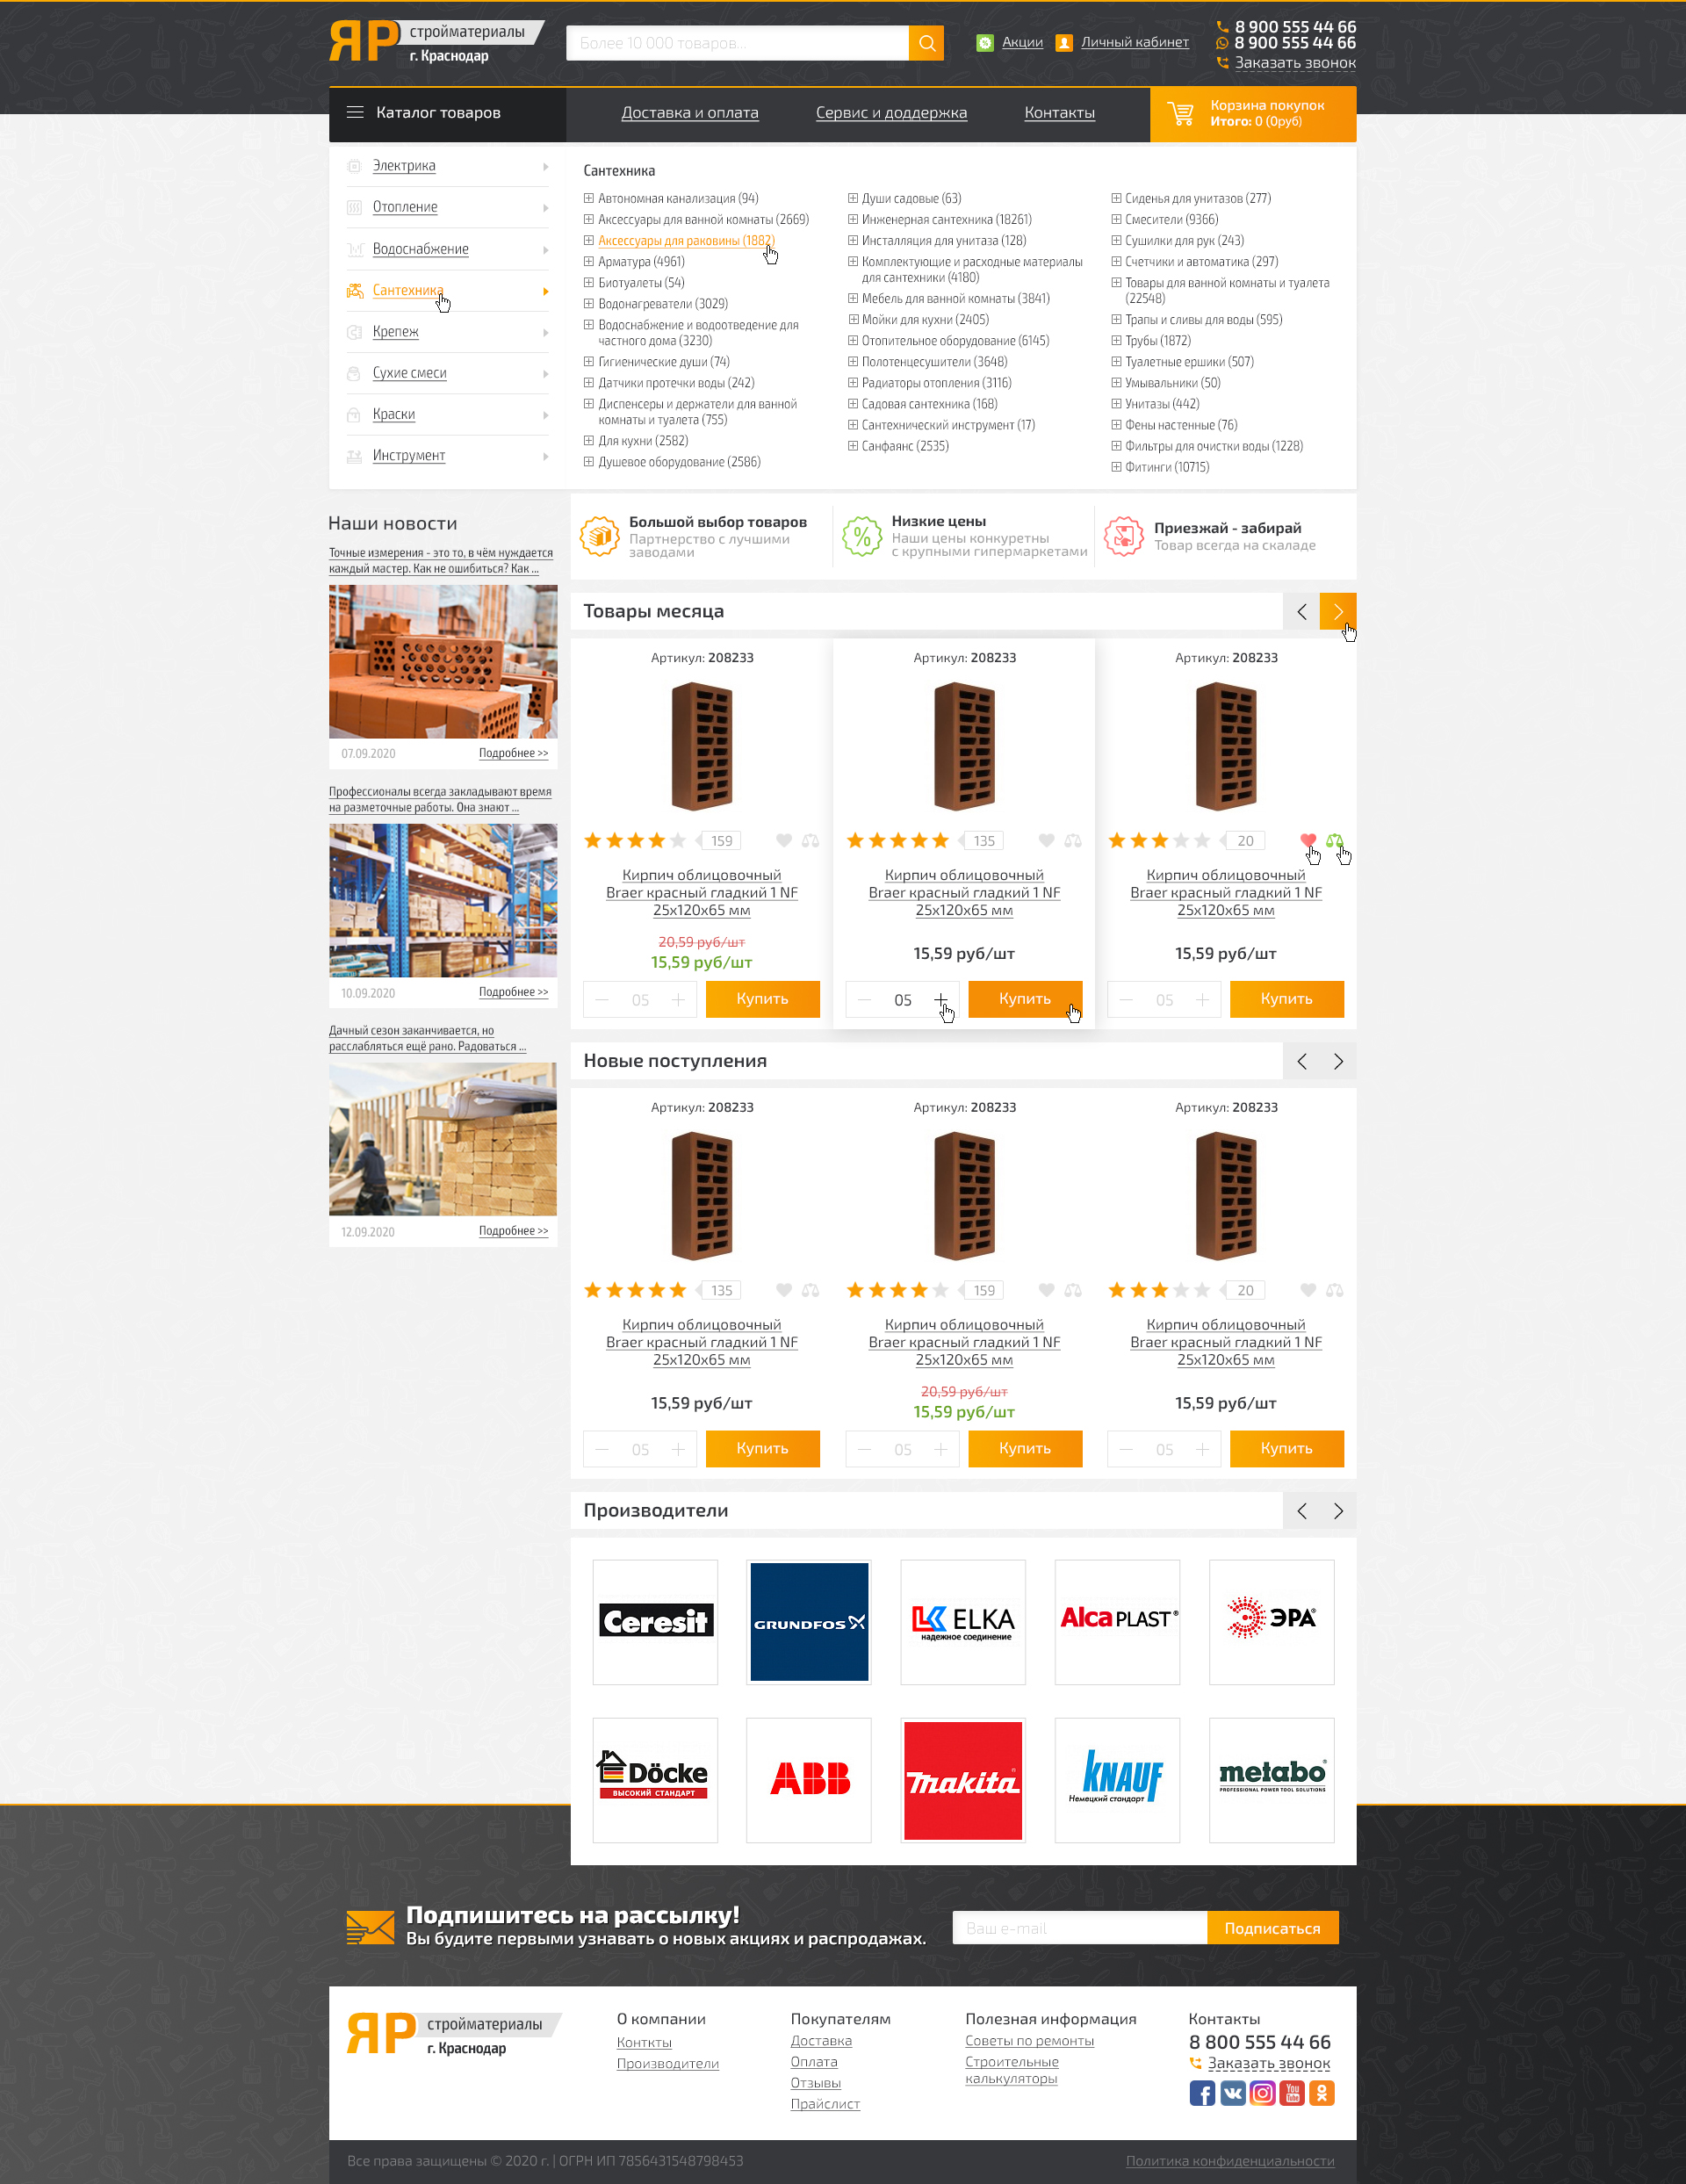 ЯР стройматериалы
г. Краснодар
Более 10 000 товаров...
Акции
Личный кабинет
8 900 555 44 66
8 900 555 44 66
Заказать звонок
Каталог товаров
Доставка и оплата
Сервис и доддержка
Контакты
Корзина покупок
Итого: 0 (0руб)
Электрика
Отопление
Водоснабжение
Сантехника
Крепеж
Сухие смеси
Краски
Инструмент
Сантехника
Автономная канализация (94)
Аксессуары для ванной комнаты (2669)
Аксессуары для раковины (1882)
Арматура (4961)
Биотуалеты (54)
Водонагреватели (3029)
Водоснабжение и водоотведение для
частного дома (3230)
Гигиенические души (74)
Датчики протечки воды (242)
Диспенсеры и держатели для ванной
комнаты и туалета (755)
Для кухни (2582)
Душевое оборудование (2586)
Души садовые (63)
Инженерная сантехника (18261)
Инсталляция для унитаза (128)
Комплектующие и расходные материалы
для сантехники (4180)
Мебель для ванной комнаты (3841)
Мойки для кухни (2405)
Отопительное оборудование (6145)
Полотенцесушители (3648)
Радиаторы отопления (3116)
Садовая сантехника (168)
Сантехнический инструмент (17)
Санфаянс (2535)
Сиденья для унитазов (277)
Смесители (9366)
Сушилки для рук (243)
Счетчики и автоматика (297)
Товары для ванной комнаты и туалета
(22548)
Трапы и сливы для воды (595)
Трубы (1872)
Туалетные ершики (507)
Умывальники (50)
Унитазы (442)
Фены настенные (76)
Фильтры для очистки воды (1228)
Фитинги (10715)
Наши новости
Точные измерения - это то, в чём нуждается
каждый мастер. Как не ошибиться? Как ...
07.09.2020
Подробнее >>
Профессионалы всегда закладывают время
на разметочные работы. Она знают ...
10.09.2020
Подробнее >>
Дачный сезон заканчивается, но
расслабляться ещё рано. Радоваться ...
12.09.2020
Подробнее >>
Большой выбор товаров
Партнерство с лучшими
заводами
%
Низкие цены
Наши цены конкуретны
с крупными гипермаркетами
Приезжай - забирай
Товар всегда на скаладе
Товары месяца
Артикул: 208233
159
Кирпич облицовочный
Braer красный гладкий 1 NF
25х120х65 мм
20,59 руб/шт
15,59 руб/шт
05
Купить
Артикул: 208233
135
Кирпич облицовочный
Braer красный гладкий 1 NF
25х120х65 мм
15,59 руб/шт
05
Купить
Артикул: 208233
20
Кирпич облицовочный
Braer красный гладкий 1 NF
25х120х65 мм
15,59 руб/шт
05
Купить
Новые поступления
Артикул: 208233
135
Кирпич облицовочный
Braer красный гладкий 1 NF
25х120х65 мм
15,59 руб/шт
05
Купить
Артикул: 208233
159
Кирпич облицовочный
Braer красный гладкий 1 NF
25х120х65 мм
20,59 руб/шт
15,59 руб/шт
05
Купить
Артикул: 208233
20
Кирпич облицовочный
Braer красный гладкий 1 NF
25х120х65 мм
15,59 руб/шт
05
Купить
Производители
Ceresit
GRUNDFOS
LK ELKA
надежное соединение
Alca PLAST®
ЭРА®
Döcke
ВЫСОКИЙ СТАНДАРТ
ABB
makita®
KNAUF
Немецкий стандарт
metabo®
PROFESSIONAL POWER TOOL SOLUTIONS
Подпишитесь на рассылку!
Вы будите первыми узнавать о новых акциях и распродажах.
Ваш e-mail
Подписаться
ЯР стройматериалы
г. Краснодар
О компании
Конткты
Производители
Покупателям
Доставка
Оплата
Отзывы
Прайслист
Полезная информация
Советы по ремонты
Строительные
калькуляторы
Контакты
8 800 555 44 66
Заказать звонок
You
Tube
Все права защищены © 2020 г. | ОГРН ИП 7856431548798453
Политика конфиденциальности